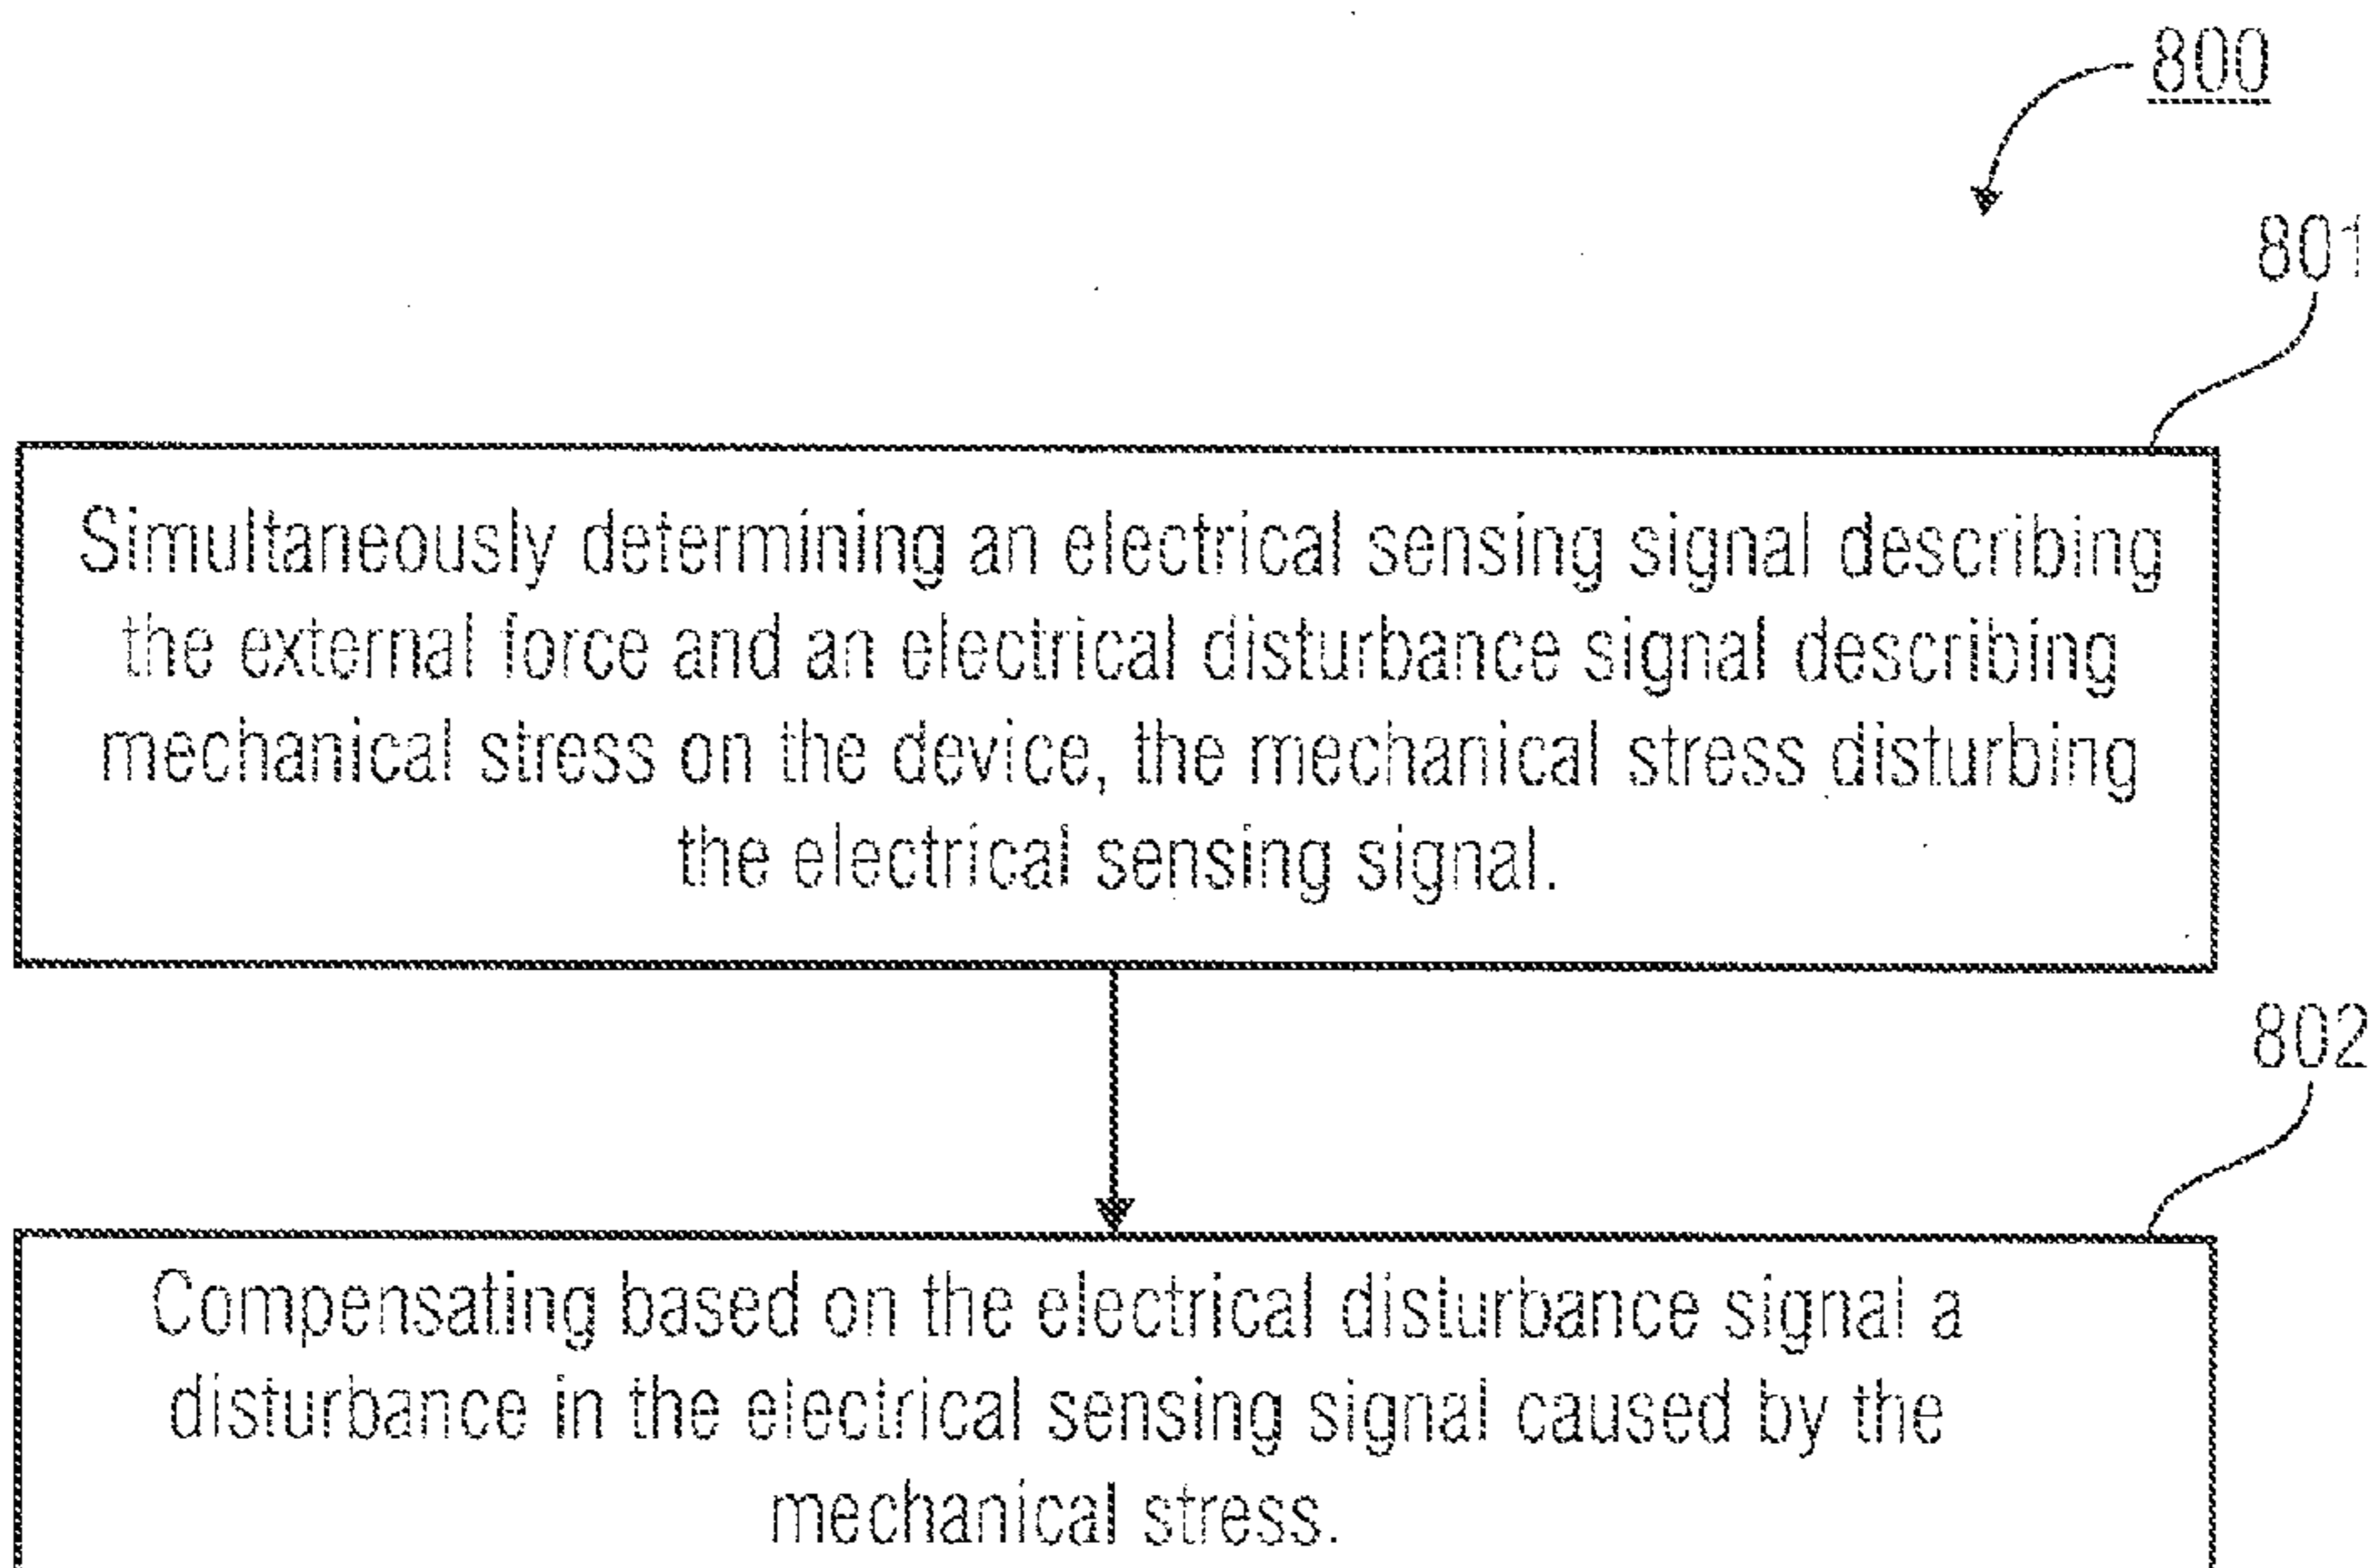 800
801
Simultaneously determining an electrical sensing signal describing
the external force and an electrical disturbance signal describing
mechanical stress on the device, the mechanical stress disturbing
the electrical sensing signal.
802
Compensating based on the electrical disturbance signal a
disturbance in the electrical sensing signal caused by the
mechanical stress.